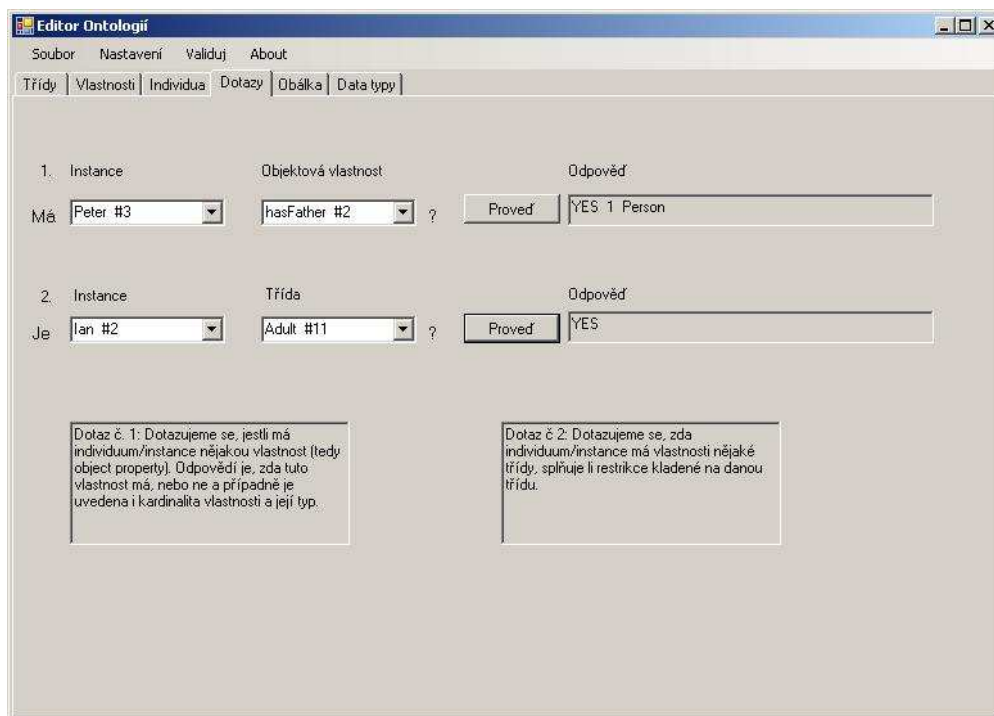 Editor Ontologií
Soubor Nastavení Validuj About
Třídy Vlastnosti Individua Dotazy Obálka Data typy
1. Instance Objektová vlastnost Odpověď
Má Peter #3 hasFather #2 ? Proveď YES 1 Person
2. Instance Třída Odpověď
Je Ian #2 Adult #11 ? Proveď YES
Dotaz č. 1: Dotazujeme se, jestli má
individuum/instance nějakou vlastnost (tedy
object property). Odpovědí je, zda tuto
vlastnost má, nebo ne a případně je
uvedena i kardinalita vlastnosti a její typ.
Dotaz č 2: Dotazujeme se, zda
individuum/instance má vlastnosti nějaké
třídy, splňuje li restrikce kladené na danou
třídu.